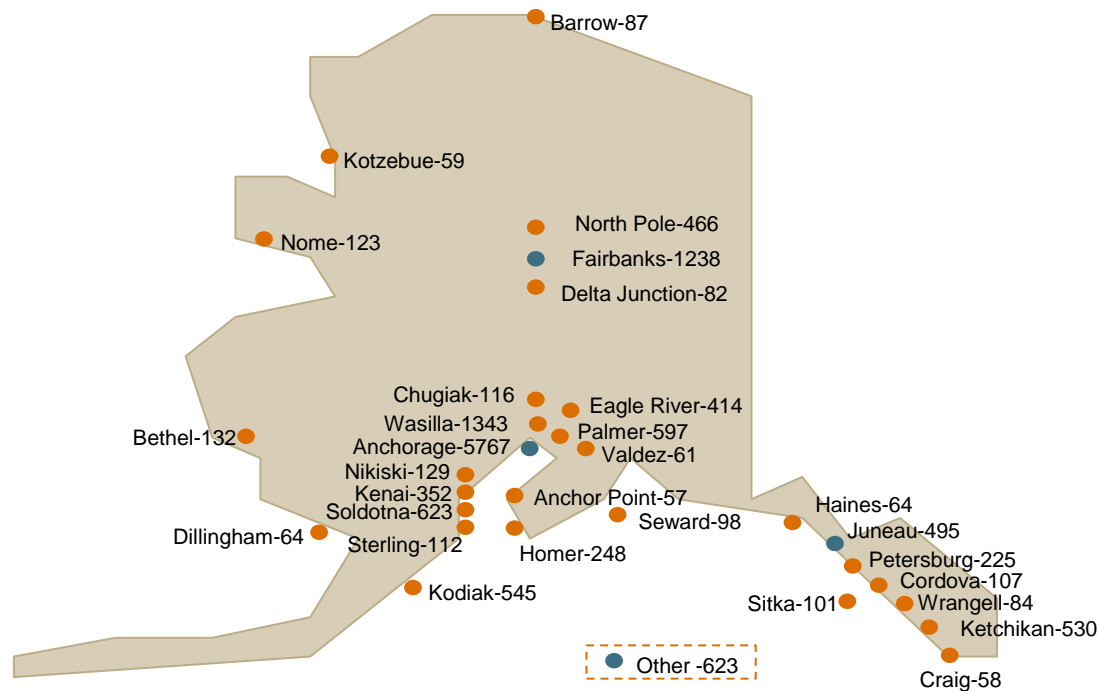 Barrow-87
Kotzebue-59
North Pole-466
Nome-123
Fairbanks-1238
Delta Junction-82
Chugiak-116
Eagle River-414
Wasilla-1343
Bethel-132
Palmer-597
Anchorage-5767
Valdez-61
Nikiski-129
Kenai-352
Anchor Point-57
Haines-64
Soldotna-623
Seward-98
Juneau-495
Dillingham-64
Sterling-112
Homer-248
Petersburg-225
Cordova-107
Kodiak-545
Sitka-101
Wrangell-84
Ketchikan-530
Other -623
Craig-58